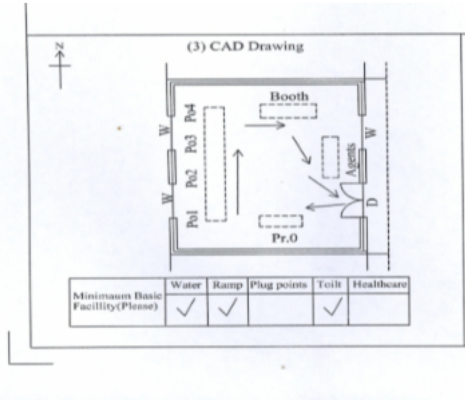 (3) CAD Drawing
N
Booth
Po4
Po3
Po2
Po1
W
W
W
Agents
D
Pr.0
Minimaum Basic
Facillity(Please)
Water
Ramp
Plug points
Toilt
Healthcare
✓
✓
✓